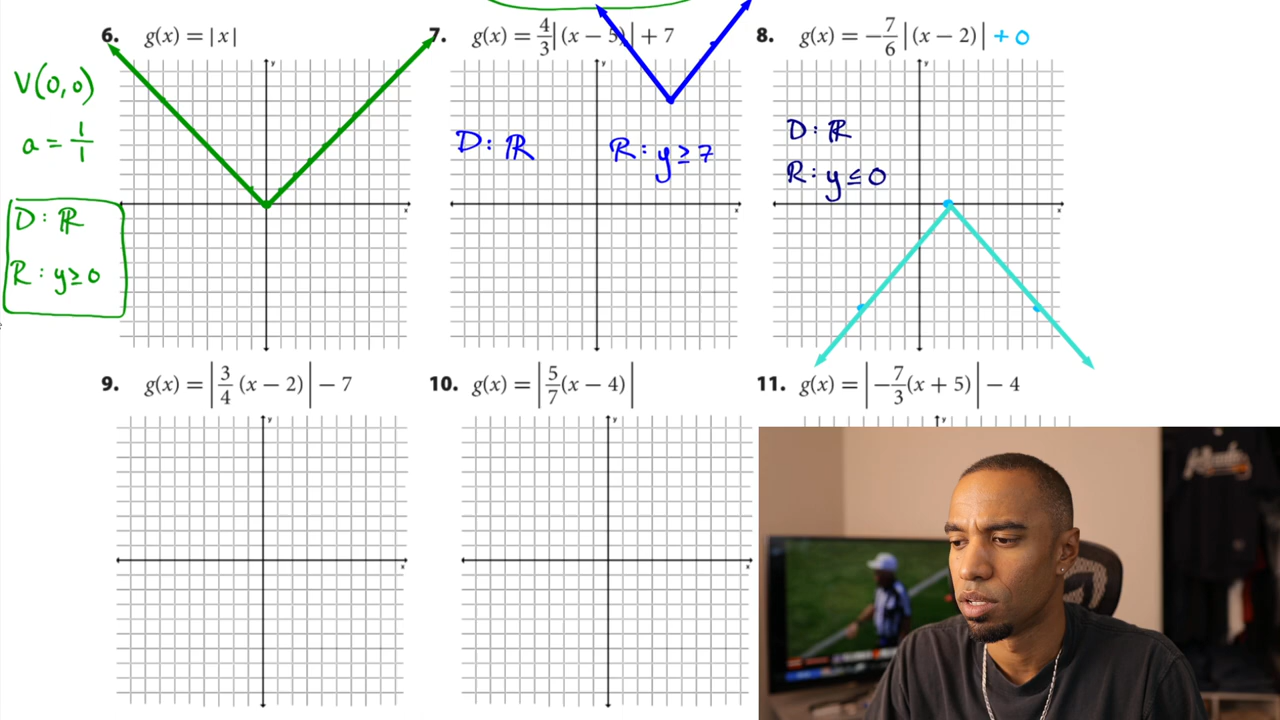 6. g(x) = |x|
V(0,0)
a = 1/1
D: ℝ
R: y ≥ 0
7. g(x) = 4/3|(x − 5)| + 7
D: ℝ
R: y ≥ 7
8. g(x) = −7/6|(x − 2)| + 0
D: ℝ
R: y ≤ 0
y
x
y
x
y
x
9. g(x) = |3/4 (x − 2)| − 7
10. g(x) = |5/7(x − 4)|
11. g(x) = |−7/3(x + 5)| − 4
y
x
y
x
y